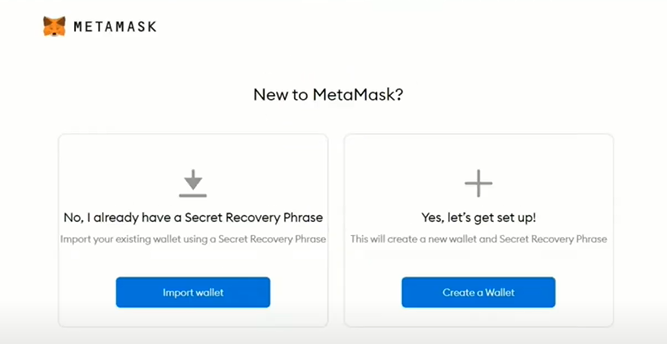 METAMASK
New to MetaMask?
No, I already have a Secret Recovery Phrase
Import your existing wallet using a Secret Recovery Phrase
Import wallet
Yes, let's get set up!
This will create a new wallet and Secret Recovery Phrase
Create a Wallet